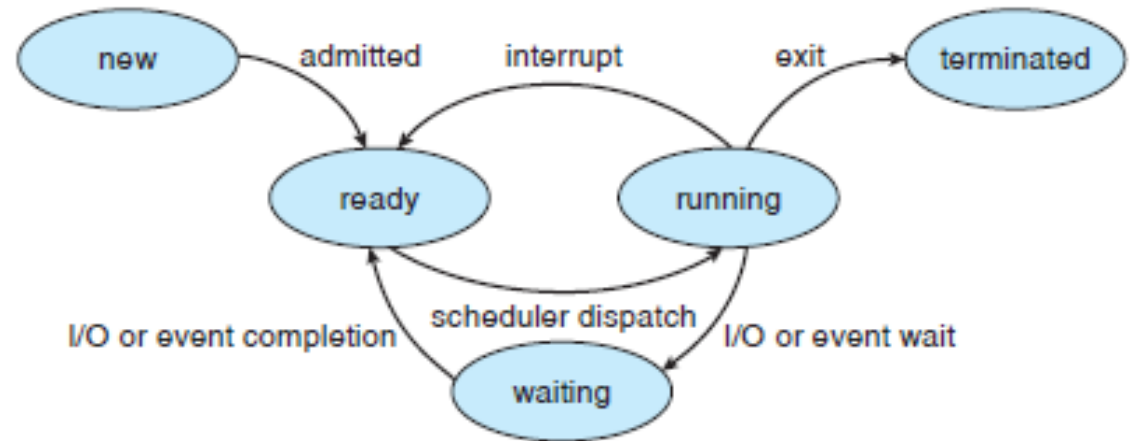 new
admitted
interrupt
exit
terminated
ready
running
scheduler dispatch
I/O or event completion
I/O or event wait
waiting